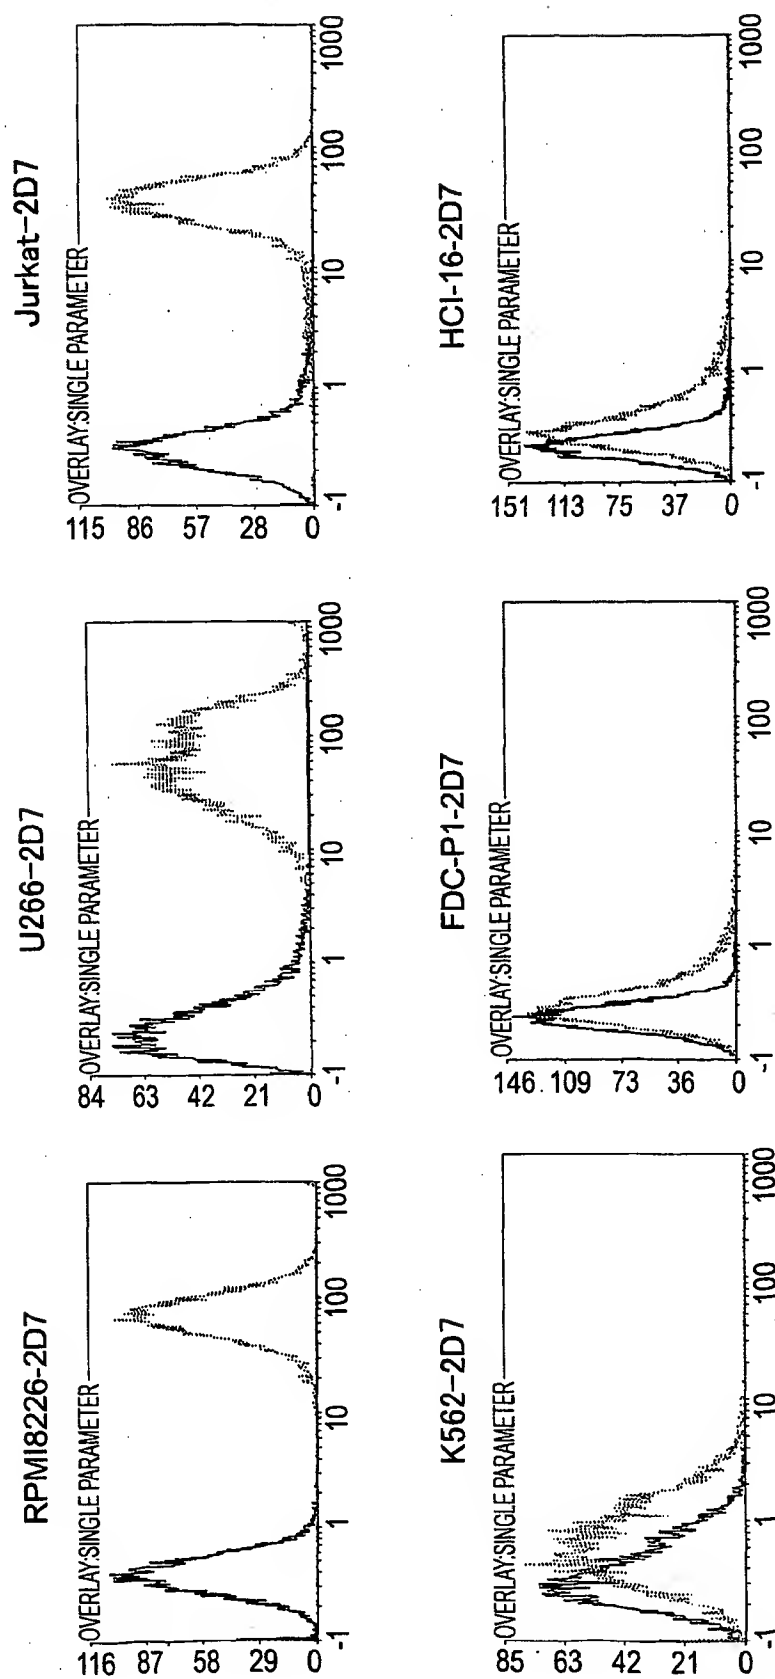 RPMI8226-2D7
OVERLAY:SINGLE PARAMETER
116 87 58 29 0
-1 1 10 100 1000
U266-2D7
OVERLAY:SINGLE PARAMETER
84 63 42 21 0
-1 1 10 100 1000
Jurkat-2D7
OVERLAY:SINGLE PARAMETER
115 86 57 28 0
-1 1 10 100 1000
K562-2D7
OVERLAY:SINGLE PARAMETER
85 63 42 21 0
-1 1 10 100 1000
FDC-P1-2D7
OVERLAY:SINGLE PARAMETER
146.109 73 36 0
-1 1 10 100 1000
HCI-16-2D7
OVERLAY:SINGLE PARAMETER
151 113 75 37 0
-1 1 10 100 1000